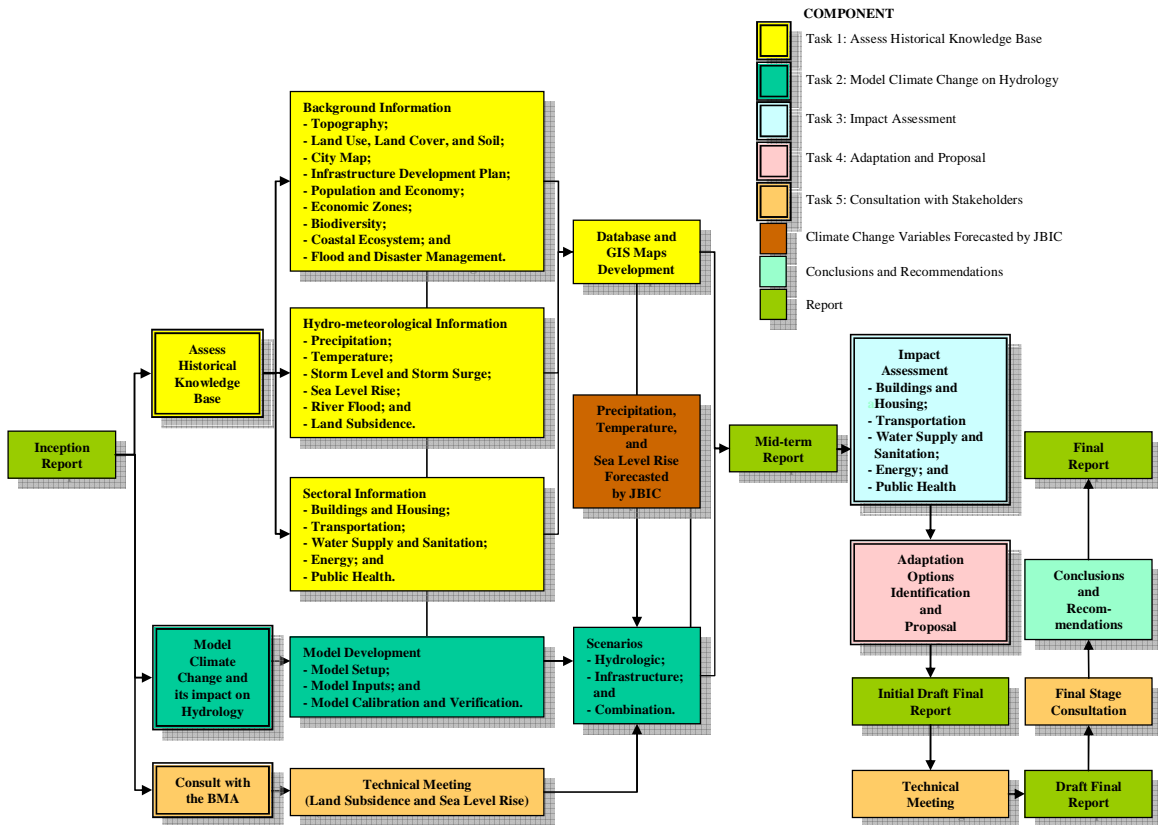 COMPONENT
Task 1: Assess Historical Knowledge Base
Task 2: Model Climate Change on Hydrology
Task 3: Impact Assessment
Task 4: Adaptation and Proposal
Task 5: Consultation with Stakeholders
Climate Change Variables Forecasted by JBIC
Conclusions and Recommendations
Report
Inception
Report
Assess
Historical
Knowledge
Base
Model
Climate
Change and
its impact on
Hydrology
Consult with
the BMA
Background Information
- Topography;
- Land Use, Land Cover, and Soil;
- City Map;
- Infrastructure Development Plan;
- Population and Economy;
- Economic Zones;
- Biodiversity;
- Coastal Ecosystem; and
- Flood and Disaster Management.
Hydro-meteorological Information
- Precipitation;
- Temperature;
- Storm Level and Storm Surge;
- Sea Level Rise;
- River Flood; and
- Land Subsidence.
Sectoral Information
- Buildings and Housing;
- Transportation;
- Water Supply and Sanitation;
- Energy; and
- Public Health.
Model Development
- Model Setup;
- Model Inputs; and
- Model Calibration and Verification.
Technical Meeting
(Land Subsidence and Sea Level Rise)
Database and
GIS Maps
Development
Precipitation,
Temperature,
and
Sea Level Rise
Forecasted
by JBIC
Scenarios
- Hydrologic;
- Infrastructure;
and
- Combination.
Mid-term
Report
Impact
Assessment
- Buildings and
Housing;
- Transportation
- Water Supply and
Sanitation;
- Energy; and
- Public Health
Adaptation
Options
Identification
and
Proposal
Initial Draft Final
Report
Technical
Meeting
Draft Final
Report
Final Stage
Consultation
Conclusions
and
Recom-
mendations
Final
Report